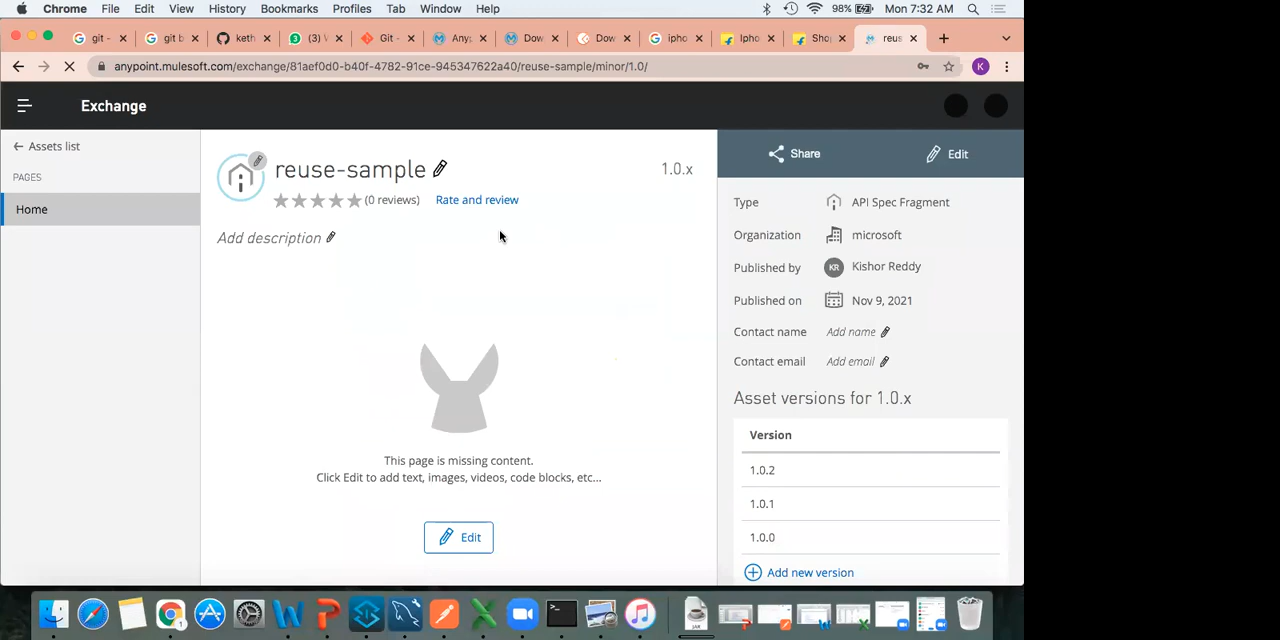 Chrome File Edit View History Bookmarks Profiles Tab Window Help 98% Mon 7:32 AM
git - git b keth (3) W Git - Anyp Dow Dow ipho Ipho Shop reus
anypoint.mulesoft.com/exchange/81aef0d0-b40f-4782-91ce-945347622a40/reuse-sample/minor/1.0/ K
Exchange
Assets list
PAGES
Home
reuse-sample 1.0.x
(0 reviews) Rate and review
Add description
This page is missing content.
Click Edit to add text, images, videos, code blocks, etc...
Edit
Share Edit
Type API Spec Fragment
Organization microsoft
Published by KR Kishor Reddy
Published on Nov 9, 2021
Contact name Add name
Contact email Add email
Asset versions for 1.0.x
Version
1.0.2
1.0.1
1.0.0
Add new version